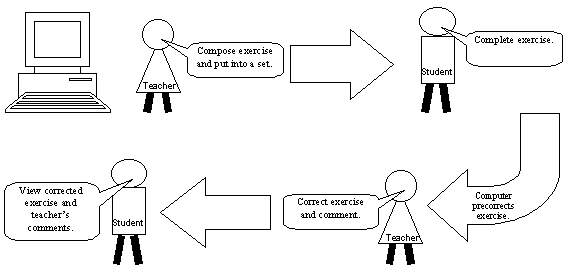 Compose exercise
and put into a set.
Teacher
Complete exercise.
Student
Computer
precorrects
exercise.
Correct exercise
and comment.
Teacher
View corrected
exercise and
teacher's
comments.
Student